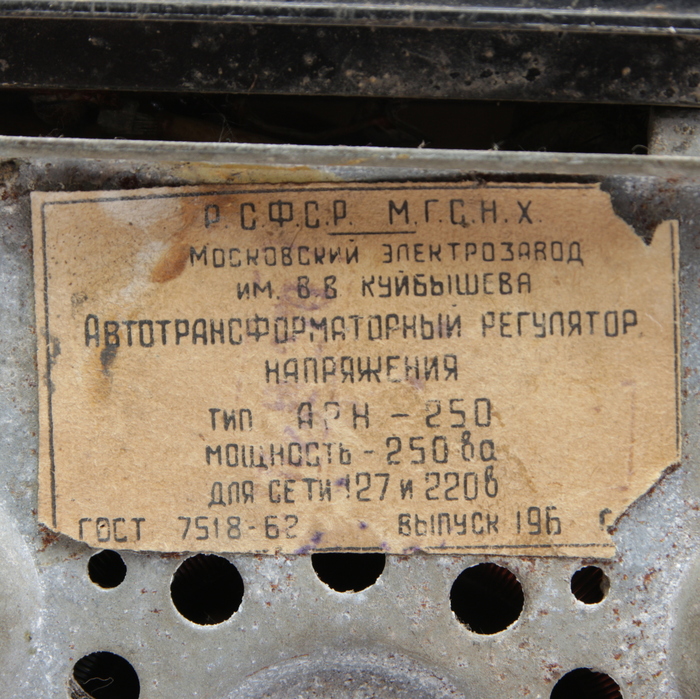 Р.С.Ф.С.Р. М.Г.С.Н.Х.
МОСКОВСКИЙ ЭЛЕКТРОЗАВОД
ИМ. В.В КУЙБЫШЕВА
АВТОТРАНСФОРМАТОРНЫЙ РЕГУЛЯТОР
НАПРЯЖЕНИЯ
ТИП АРН – 250
МОЩНОСТЬ - 250 ва
ДЛЯ СЕТИ 127 и 220в
ГОСТ 7518-62 ВЫПУСК 196 г